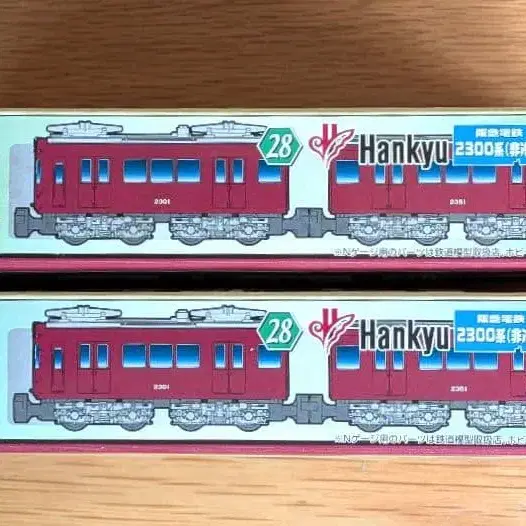 28
Hankyu
阪急電鉄
2300系(非冷
2301
2351
※Nゲージ用のパーツは鉄道模型取扱店、ホビ
28
Hankyu
阪急電鉄
2300系(非冷
2301
2351
※Nゲージ用のパーツは鉄道模型取扱店、ホビ